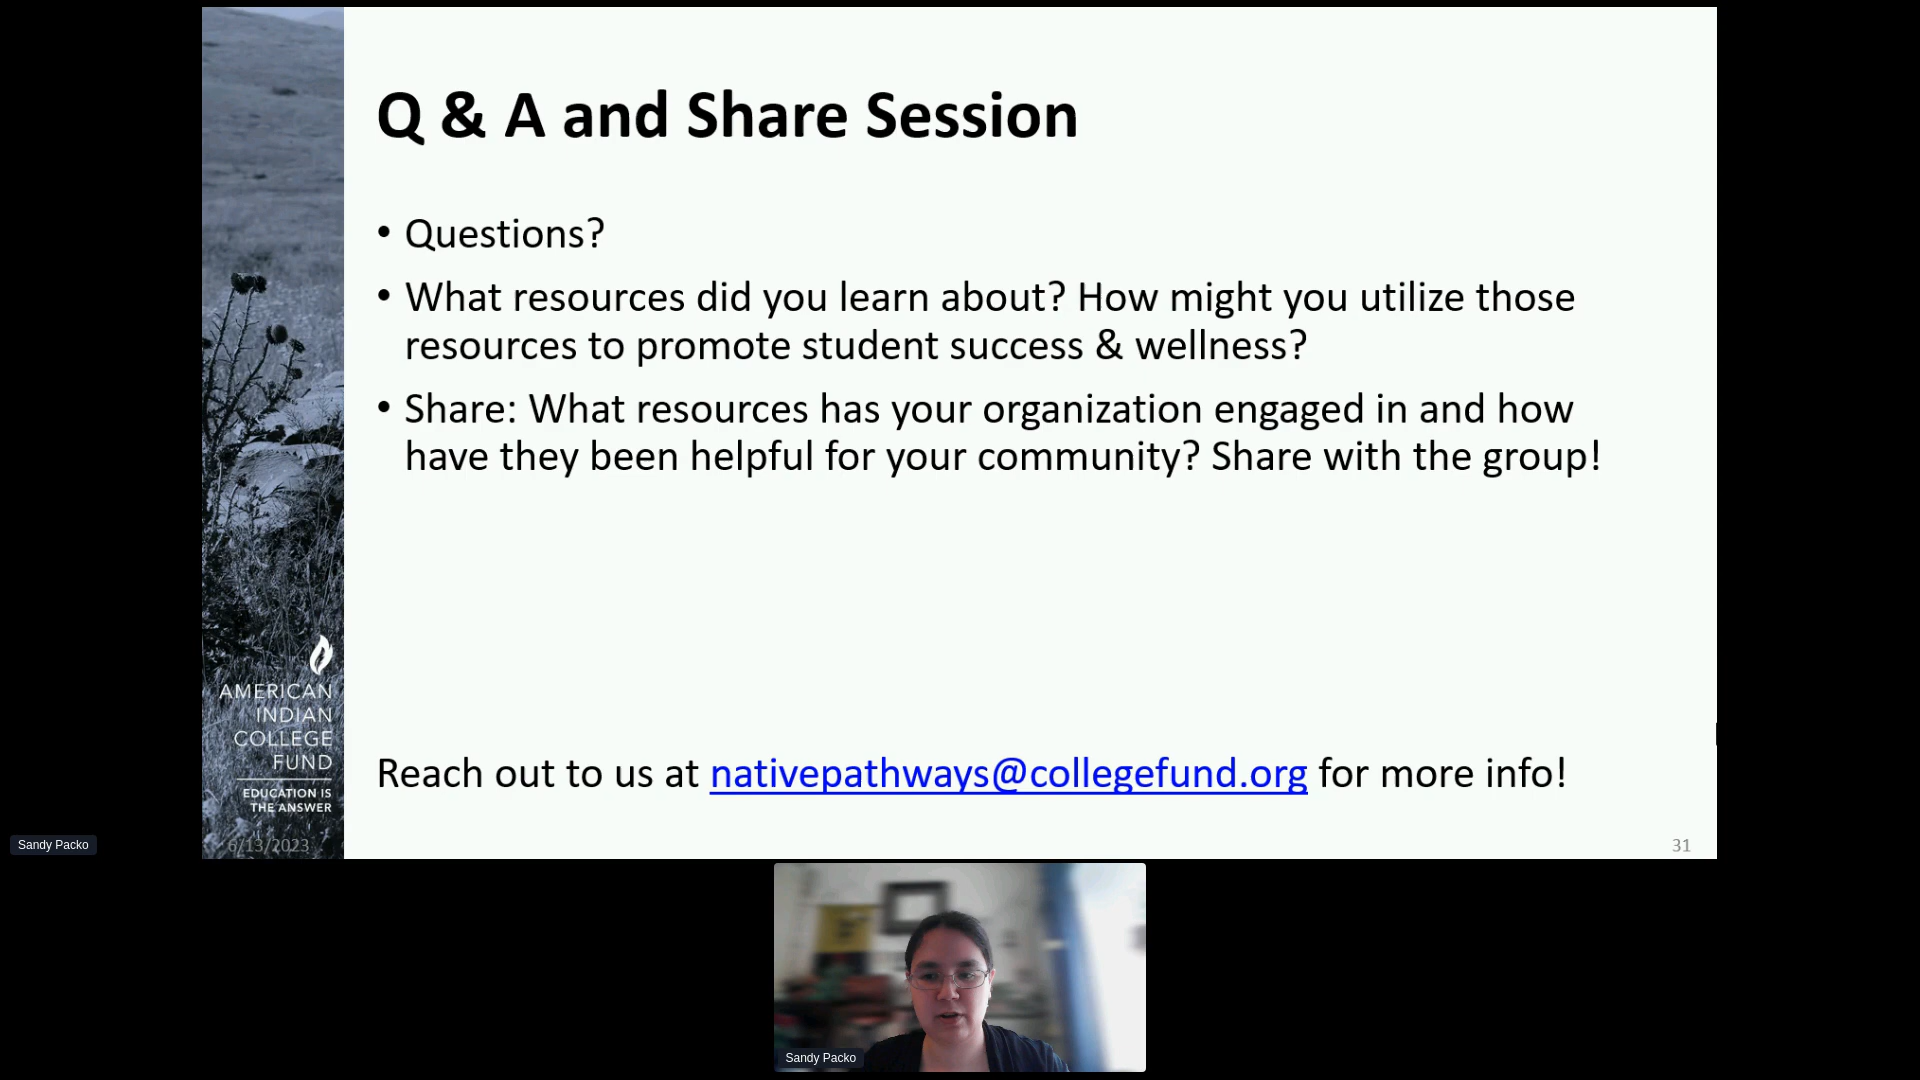 Q & A and Share Session
• Questions?
• What resources did you learn about? How might you utilize those
resources to promote student success & wellness?
• Share: What resources has your organization engaged in and how
have they been helpful for your community? Share with the group!
AMERICAN
INDIAN
COLLEGE
FUND
EDUCATION IS
THE ANSWER
Reach out to us at nativepathways@collegefund.org for more info!
Sandy Packo
6/13/2023
31
Sandy Packo